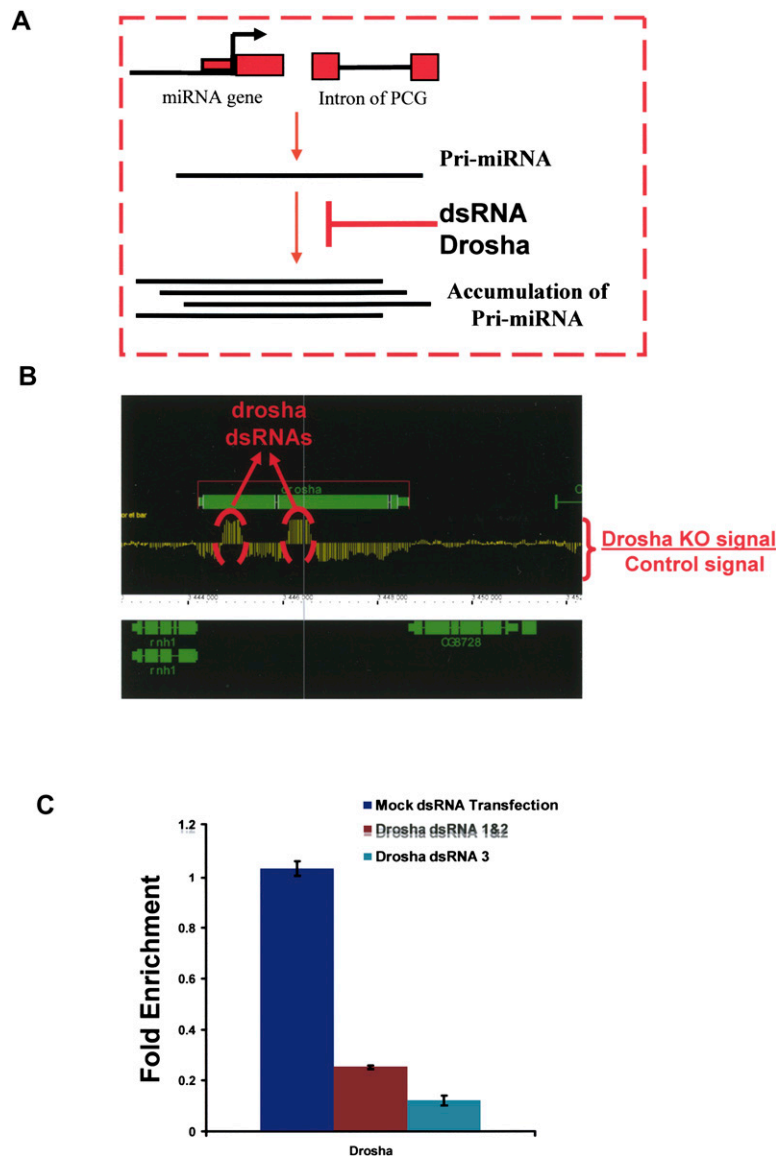 A
miRNA gene
Intron of PCG
Pri-miRNA
dsRNA
Drosha
Accumulation of
Pri-miRNA
B
drosha
dsRNAs
drosha
Drosha KO signal
Control signal
rnh1
rnh1
CG8728
C
Mock dsRNA Transfection
Drosha dsRNA 1&2
Drosha dsRNA 3
Fold Enrichment
1.2
1
0.8
0.6
0.4
0.2
0
Drosha